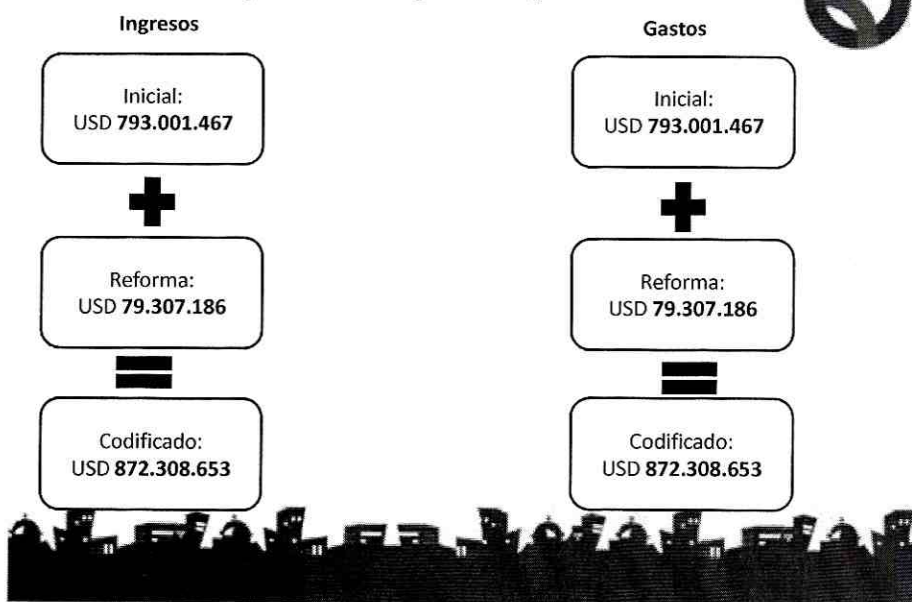 Ingresos
Inicial:
USD 793.001.467
Reforma:
USD 79.307.186
Codificado:
USD 872.308.653
Gastos
Inicial:
USD 793.001.467
Reforma:
USD 79.307.186
Codificado:
USD 872.308.653